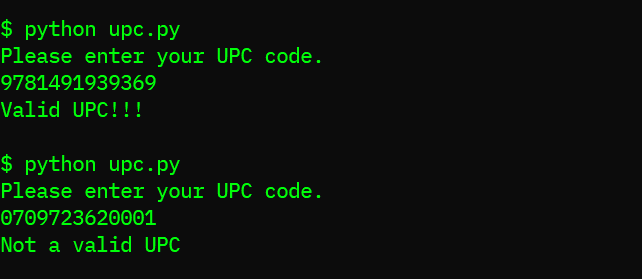 $ python upc.py
Please enter your UPC code.
9781491939369
Valid UPC!!!
$ python upc.py
Please enter your UPC code.
0709723620001
Not a valid UPC